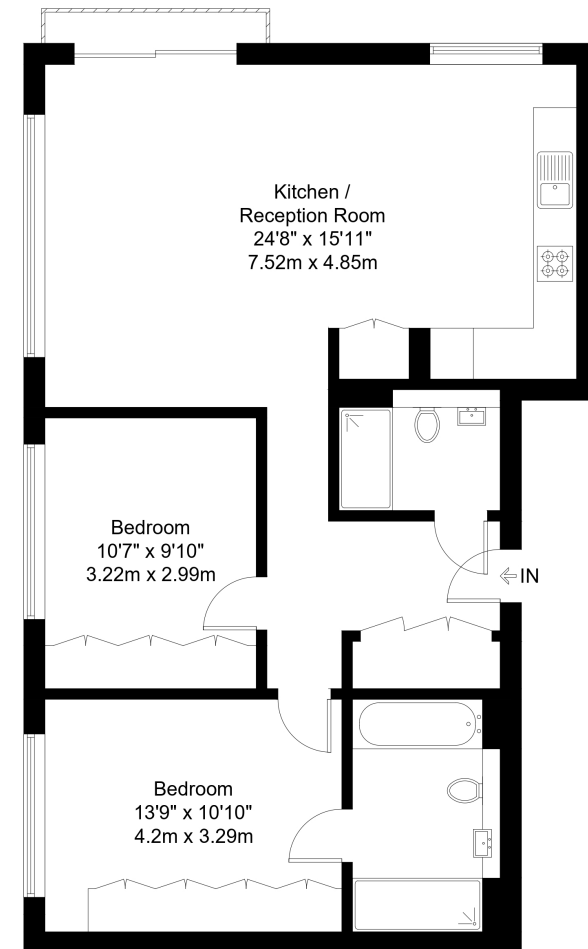 Kitchen /
Reception Room
24'8" x 15'11"
7.52m x 4.85m
Bedroom
10'7" x 9'10"
3.22m x 2.99m
IN
Bedroom
13'9" x 10'10"
4.2m x 3.29m